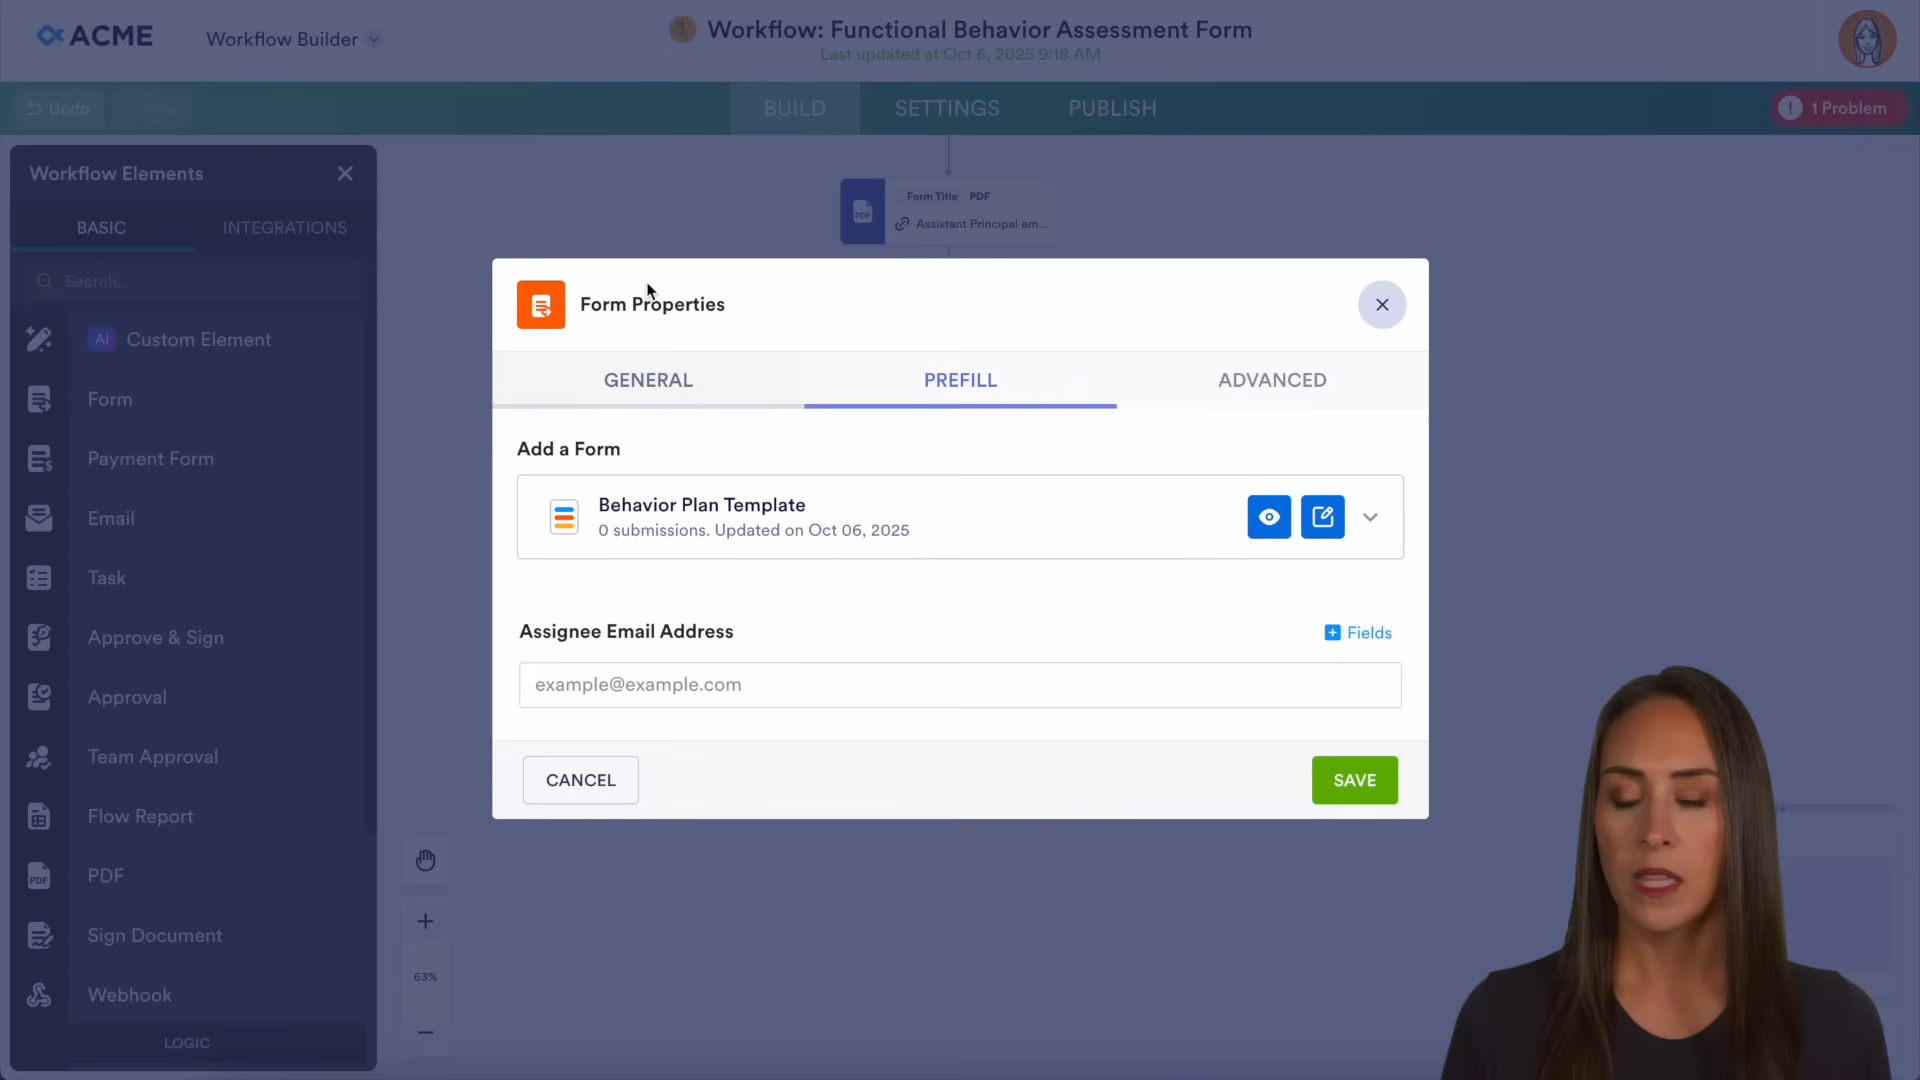 ACME
Workflow Builder
Workflow: Functional Behavior Assessment Form
Last updated at Oct 6, 2025 9:18 AM
Undo
BUILD
SETTINGS
PUBLISH
1 Problem
Workflow Elements
BASIC
INTEGRATIONS
Search...
AI Custom Element
Form
Payment Form
Email
Task
Approve & Sign
Approval
Team Approval
Flow Report
PDF
PDF
Sign Document
Webhook
LOGIC
PDF
Form Title PDF
Assistant Principal em...
Form Properties
GENERAL
PREFILL
ADVANCED
Add a Form
Behavior Plan Template
0 submissions. Updated on Oct 06, 2025
Assignee Email Address
Fields
example@example.com
CANCEL
SAVE
63%